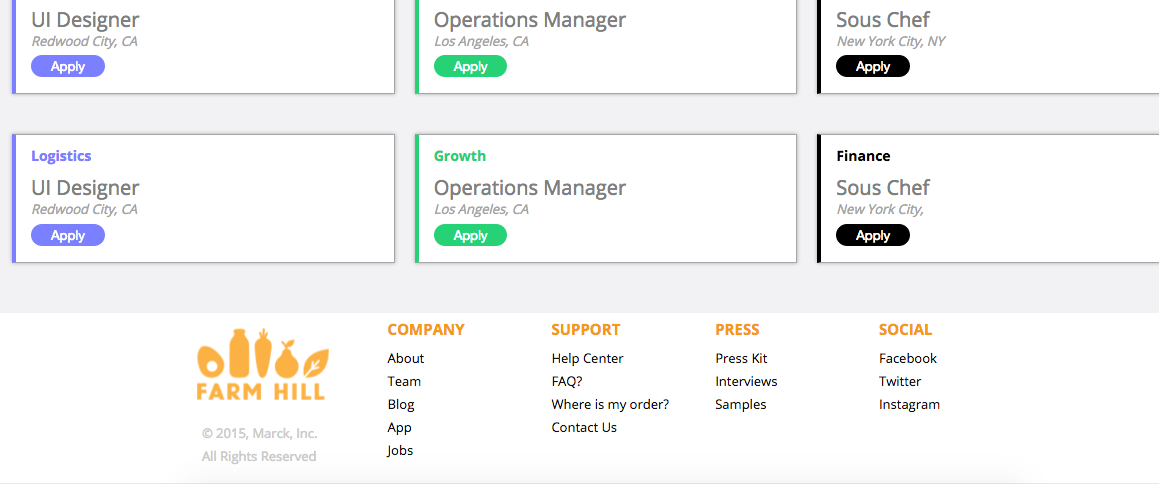 UI Designer
Redwood City, CA
Apply
Operations Manager
Los Angeles, CA
Apply
Sous Chef
New York City, NY
Apply
Logistics
UI Designer
Redwood City, CA
Apply
Growth
Operations Manager
Los Angeles, CA
Apply
Finance
Sous Chef
New York City,
Apply
FARM HILL
© 2015, Marck, Inc.
All Rights Reserved
COMPANY
About
Team
Blog
App
Jobs
SUPPORT
Help Center
FAQ?
Where is my order?
Contact Us
PRESS
Press Kit
Interviews
Samples
SOCIAL
Facebook
Twitter
Instagram